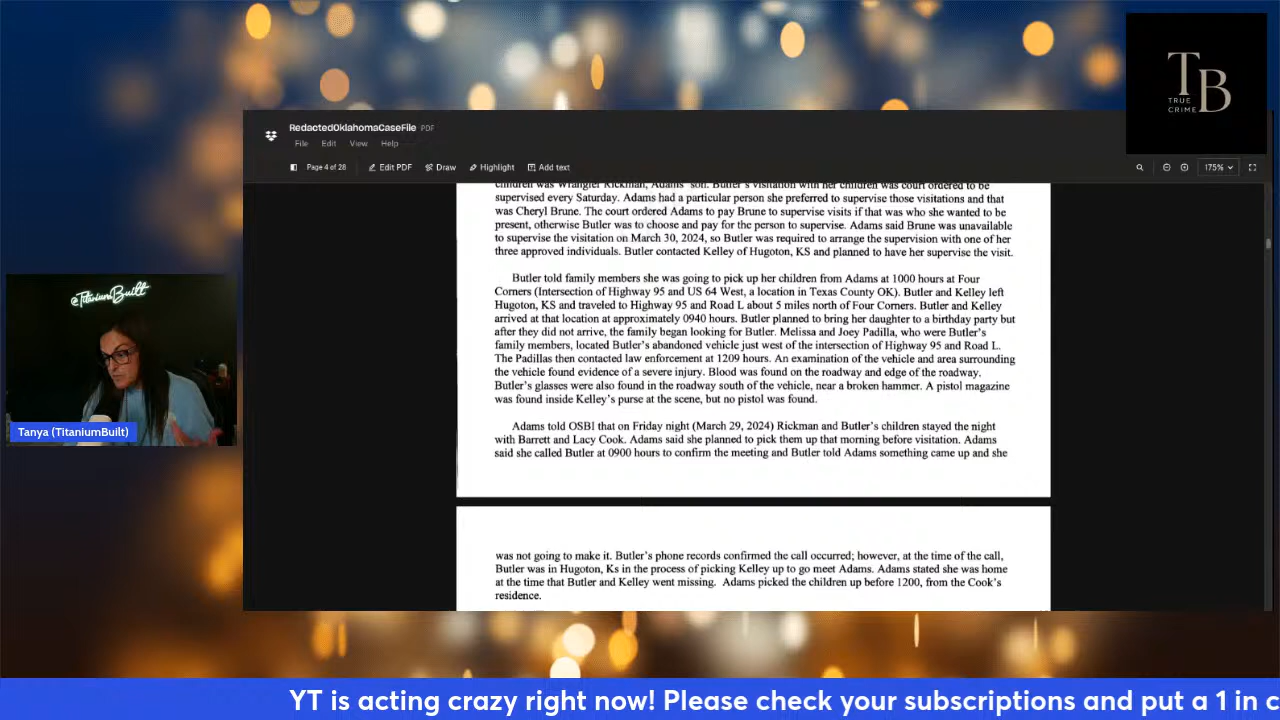 TB
TRUE
CRIME
RedactedOklahomaCaseFile PDF
File Edit View Help
Page 4 of 28 Edit PDF Draw Highlight Add text 175%
children was Wrangler Rickman, Adams' son. Butler's visitation with her children was court ordered to be
supervised every Saturday. Adams had a particular person she preferred to supervise those visitations and that
was Cheryl Brune. The court ordered Adams to pay Brune to supervise visits if that was who she wanted to be
present, otherwise Butler was to choose and pay for the person to supervise. Adams said Brune was unavailable
to supervise the visitation on March 30, 2024, so Butler was required to arrange the supervision with one of her
three approved individuals. Butler contacted Kelley of Hugoton, KS and planned to have her supervise the visit.
Butler told family members she was going to pick up her children from Adams at 1000 hours at Four
Corners (Intersection of Highway 95 and US 64 West, a location in Texas County OK). Butler and Kelley left
Hugoton, KS and traveled to Highway 95 and Road L about 5 miles north of Four Corners. Butler and Kelley
arrived at that location at approximately 0940 hours. Butler planned to bring her daughter to a birthday party but
after they did not arrive, the family began looking for Butler. Melissa and Joey Padilla, who were Butler's
family members, located Butler's abandoned vehicle just west of the intersection of Highway 95 and Road L.
The Padillas then contacted law enforcement at 1209 hours. An examination of the vehicle and area surrounding
the vehicle found evidence of a severe injury. Blood was found on the roadway and edge of the roadway.
Butler's glasses were also found in the roadway south of the vehicle, near a broken hammer. A pistol magazine
was found inside Kelley's purse at the scene, but no pistol was found.
Adams told OSBI that on Friday night (March 29, 2024) Rickman and Butler's children stayed the night
with Barrett and Lacy Cook. Adams said she planned to pick them up that morning before visitation. Adams
said she called Butler at 0900 hours to confirm the meeting and Butler told Adams something came up and she
was not going to make it. Butler's phone records confirmed the call occurred; however, at the time of the call,
Butler was in Hugoton, Ks in the process of picking Kelley up to go meet Adams. Adams stated she was home
at the time that Butler and Kelley went missing. Adams picked the children up before 1200, from the Cook's
residence.
@TitaniumBuilt
Tanya (TitaniumBuilt)
YT is acting crazy right now! Please check your subscriptions and put a 1 in c